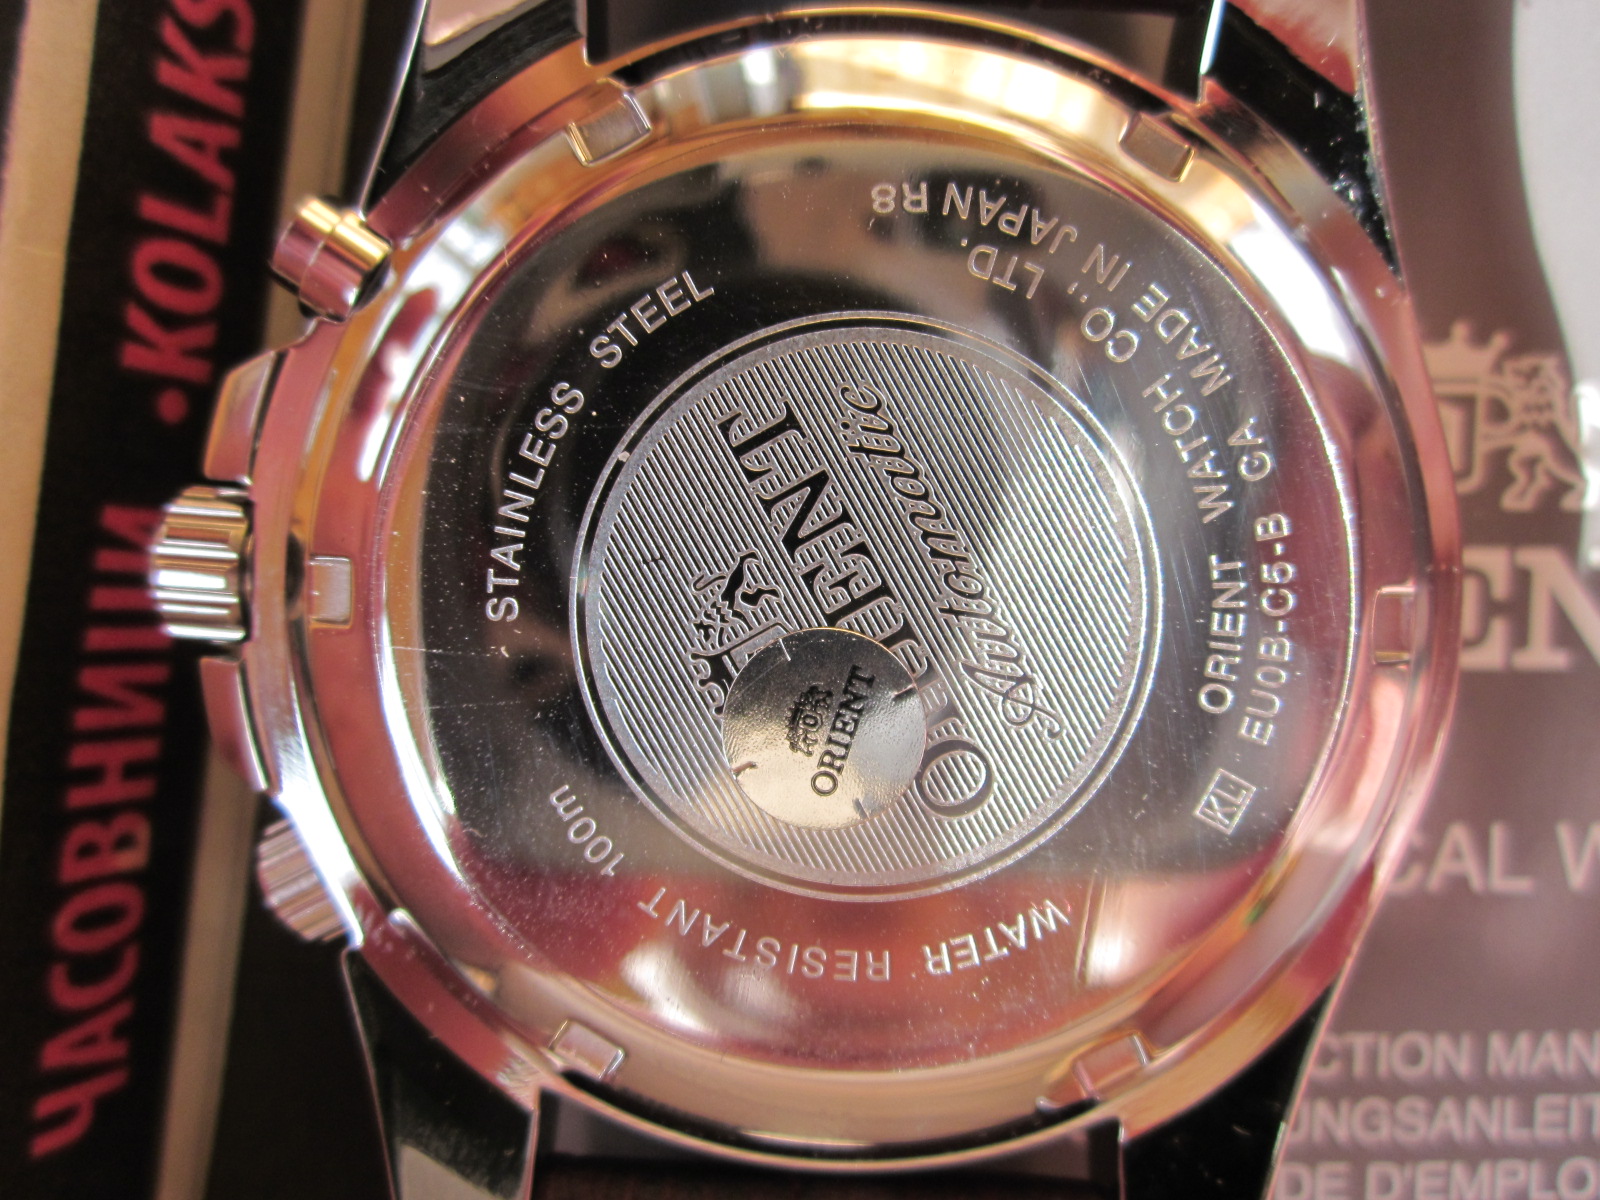 STAINLESS STEEL
ORIENT WATCH CO., LTD.
EU0B-C5-B CA MADE IN JAPAN R8
KL
WATER RESISTANT 100m
ORIENT
Automatic
ORIENT
ЧАСОВНИЦИ •KOLAKS
EN
CAL W
CTION MAN
UNGSANLEIT
DE D'EMPLO